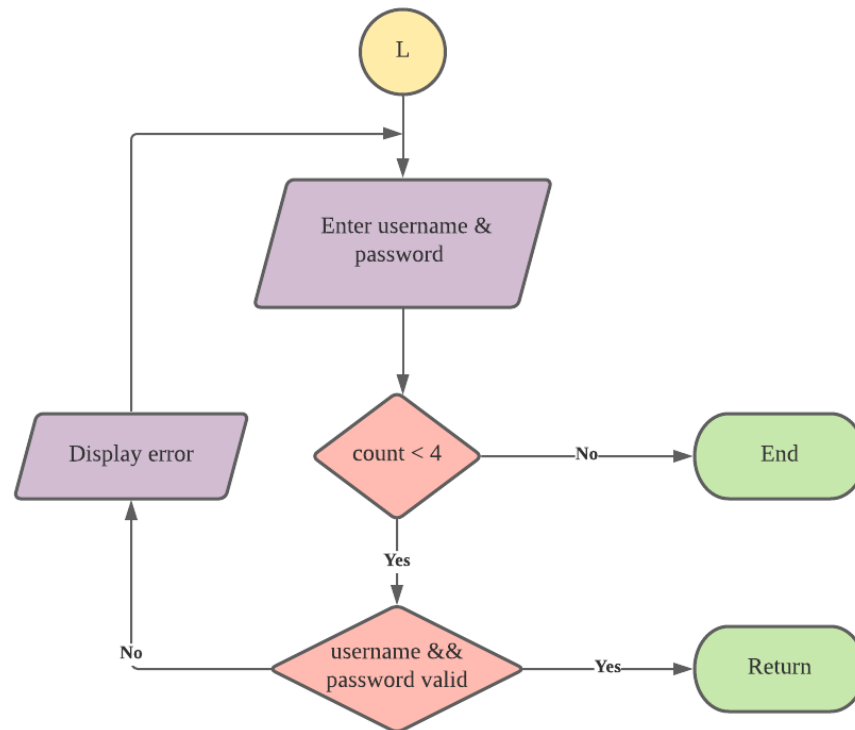 L
Enter username &
password
Display error
count < 4
No
End
Yes
No
username &&
password valid
Yes
Return